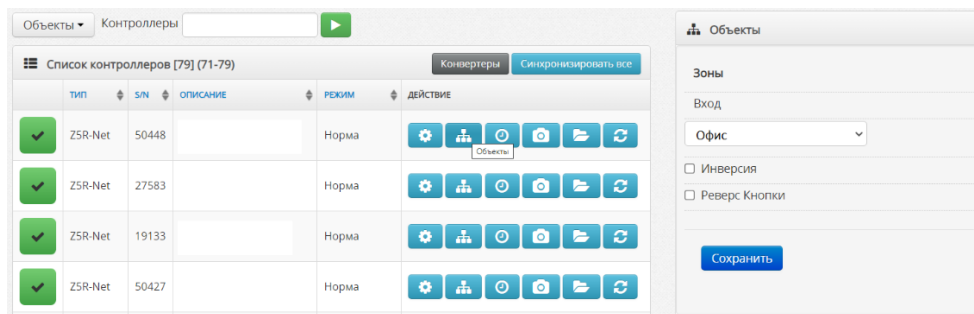 Объекты Контроллеры
Список контроллеров [79] (71-79) Конвертеры Синхронизировать все
ТИП S/N ОПИСАНИЕ РЕЖИМ ДЕЙСТВИЕ
Z5R-Net 50448 Норма
Объекты
Z5R-Net 27583 Норма
Z5R-Net 19133 Норма
Z5R-Net 50427 Норма
Объекты
Зоны
Вход
Офис
Инверсия
Реверс Кнопки
Сохранить